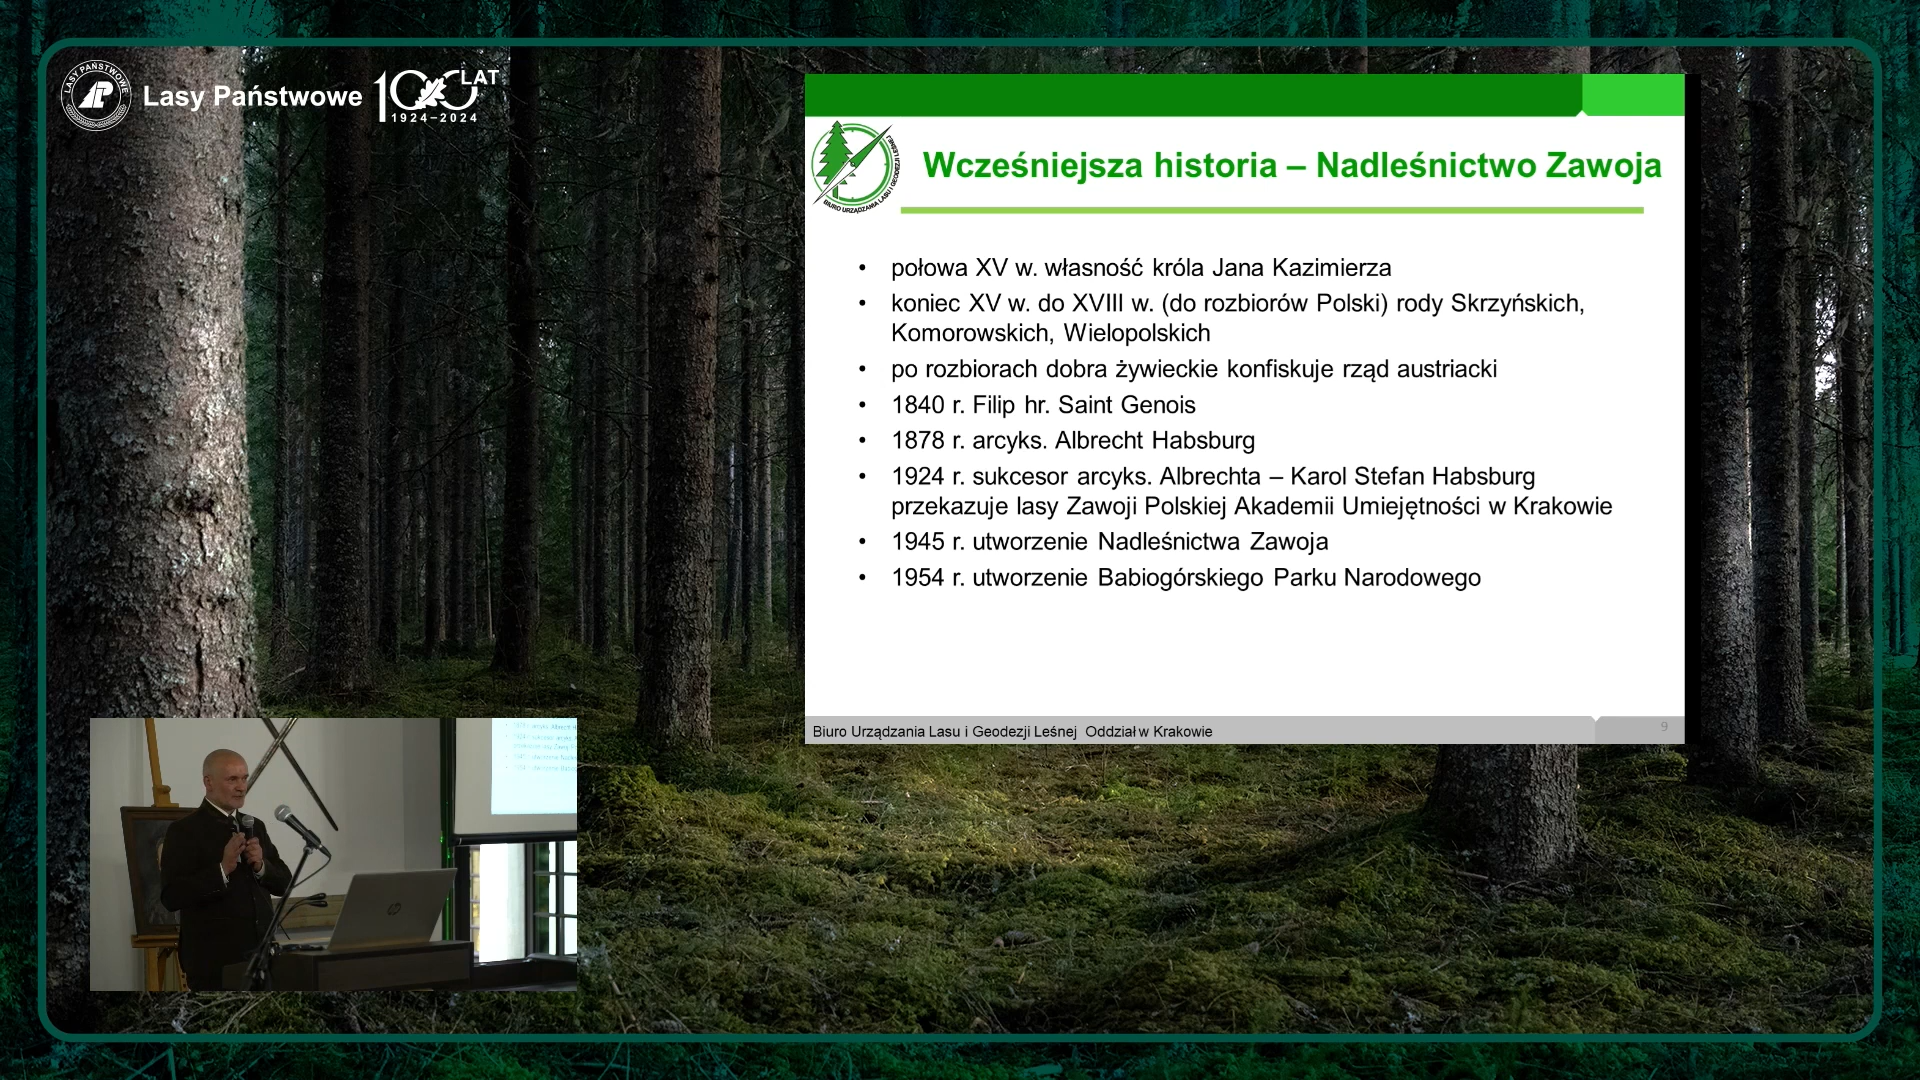 LASY PAŃSTWOWE
Lasy Państwowe
100 LAT
1924–2024
Wcześniejsza historia – Nadleśnictwo Zawoja
BIURO URZĄDZANIA LASU I GEODEZJI LEŚNEJ
• połowa XV w. własność króla Jana Kazimierza
• koniec XV w. do XVIII w. (do rozbiorów Polski) rody Skrzyńskich,
Komorowskich, Wielopolskich
• po rozbiorach dobra żywieckie konfiskuje rząd austriacki
• 1840 r. Filip hr. Saint Genois
• 1878 r. arcyks. Albrecht Habsburg
• 1924 r. sukcesor arcyks. Albrechta – Karol Stefan Habsburg
przekazuje lasy Zawoji Polskiej Akademii Umiejętności w Krakowie
• 1945 r. utworzenie Nadleśnictwa Zawoja
• 1954 r. utworzenie Babiogórskiego Parku Narodowego
Biuro Urządzania Lasu i Geodezji Leśnej Oddział w Krakowie
9
hp